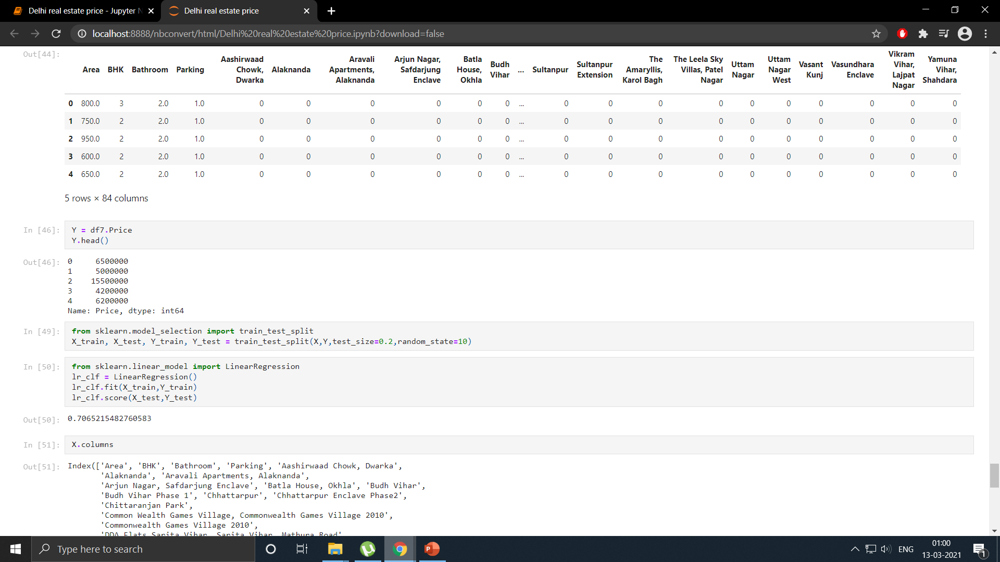 Delhi real estate price - Jupyter N
Delhi real estate price
localhost:8888/nbconvert/html/Delhi%20real%20estate%20price.ipynb?download=false
Out[44]:
Area BHK Bathroom Parking Aashirwaad Chowk, Dwarka Alaknanda Aravali Apartments, Alaknanda Arjun Nagar, Safdarjung Enclave Batla House, Okhla Budh Vihar ... Sultanpur Sultanpur Extension The Amaryllis, Karol Bagh The Leela Sky Villas, Patel Nagar Uttam Nagar Uttam Nagar West Vasant Kunj Vasundhara Enclave Vikram Vihar, Lajpat Nagar Yamuna Vihar, Shahdara
0 800.0 3 2.0 1.0 0 0 0 0 0 0 ... 0 0 0 0 0 0 0 0 0 0
1 750.0 2 2.0 1.0 0 0 0 0 0 0 ... 0 0 0 0 0 0 0 0 0 0
2 950.0 2 2.0 1.0 0 0 0 0 0 0 ... 0 0 0 0 0 0 0 0 0 0
3 600.0 2 2.0 1.0 0 0 0 0 0 0 ... 0 0 0 0 0 0 0 0 0 0
4 650.0 2 2.0 1.0 0 0 0 0 0 0 ... 0 0 0 0 0 0 0 0 0 0
5 rows × 84 columns
In [46]:
Y = df7.Price
Y.head()
Out[46]:
0 6500000
1 5000000
2 15500000
3 4200000
4 6200000
Name: Price, dtype: int64
In [49]:
from sklearn.model_selection import train_test_split
X_train, X_test, Y_train, Y_test = train_test_split(X,Y,test_size=0.2,random_state=10)
In [50]:
from sklearn.linear_model import LinearRegression
lr_clf = LinearRegression()
lr_clf.fit(X_train,Y_train)
lr_clf.score(X_test,Y_test)
Out[50]:
0.7065215482760583
In [51]:
X.columns
Out[51]:
Index(['Area', 'BHK', 'Bathroom', 'Parking', 'Aashirwaad Chowk, Dwarka',
'Alaknanda', 'Aravali Apartments, Alaknanda',
'Arjun Nagar, Safdarjung Enclave', 'Batla House, Okhla', 'Budh Vihar',
'Budh Vihar Phase 1', 'Chhattarpur', 'Chhattarpur Enclave Phase2',
'Chittaranjan Park',
'Common Wealth Games Village, Commonwealth Games Village 2010',
'Commonwealth Games Village 2010',
'DDA Flats Sarita Vihar, Sarita Vihar, Mathura Road'
Type here to search
ENG
01:00
13-03-2021
1